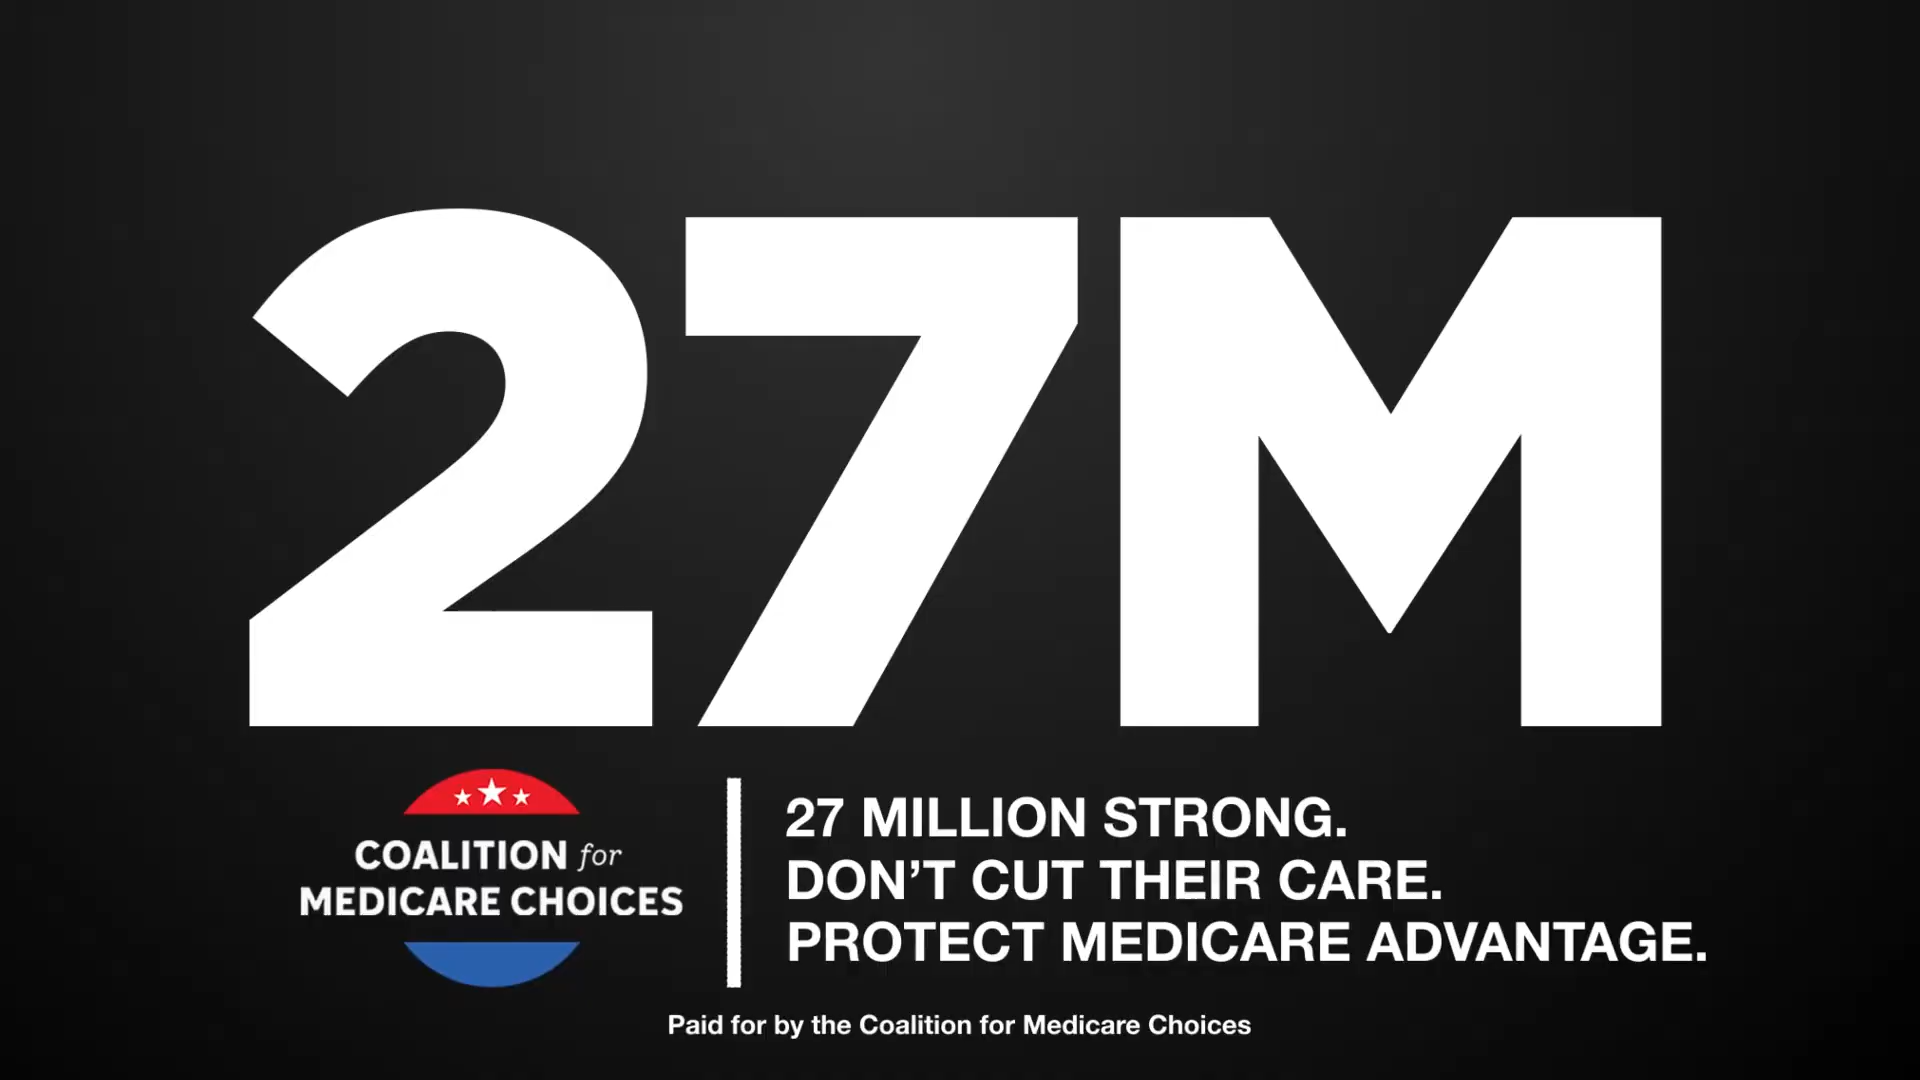 27M
COALITION for
MEDICARE CHOICES
27 MILLION STRONG.
DON'T CUT THEIR CARE.
PROTECT MEDICARE ADVANTAGE.
Paid for by the Coalition for Medicare Choices